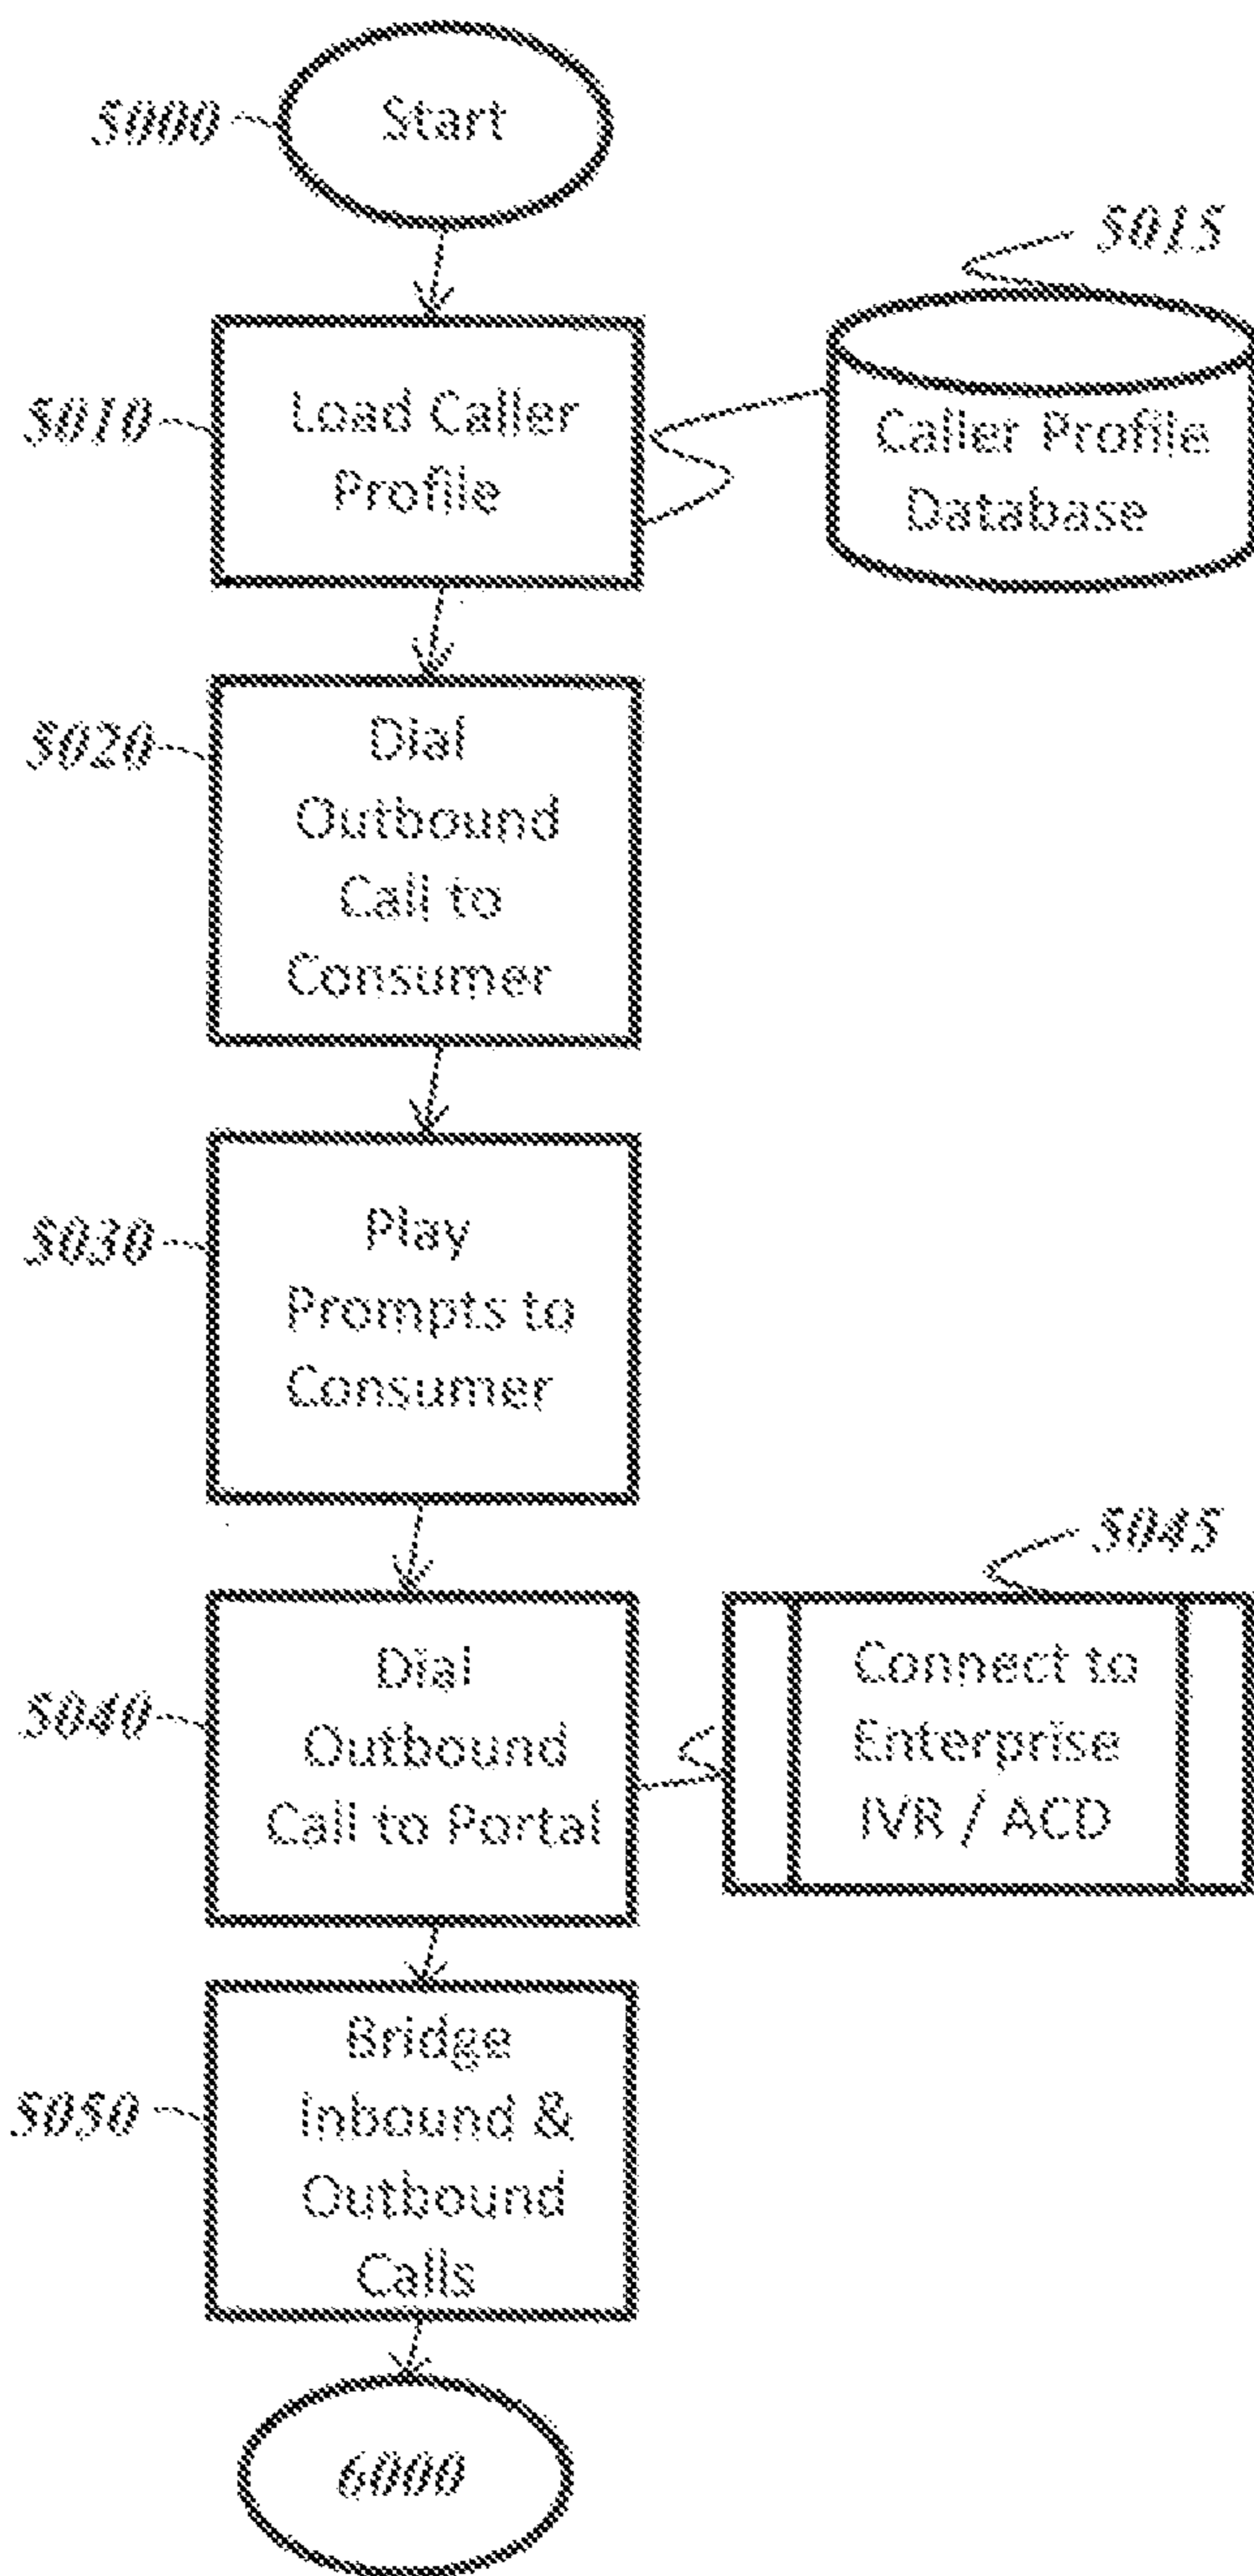 5000
Start
5015
5010
Load Caller
Profile
Caller Profile
Database
5020
Dial
Outbound
Call to
Consumer
5030
Play
Prompts to
Consumer
5045
5040
Dial
Outbound
Call to Portal
Connect to
Enterprise
IVR / ACD
5050
Bridge
Inbound &
Outbound
Calls
6000